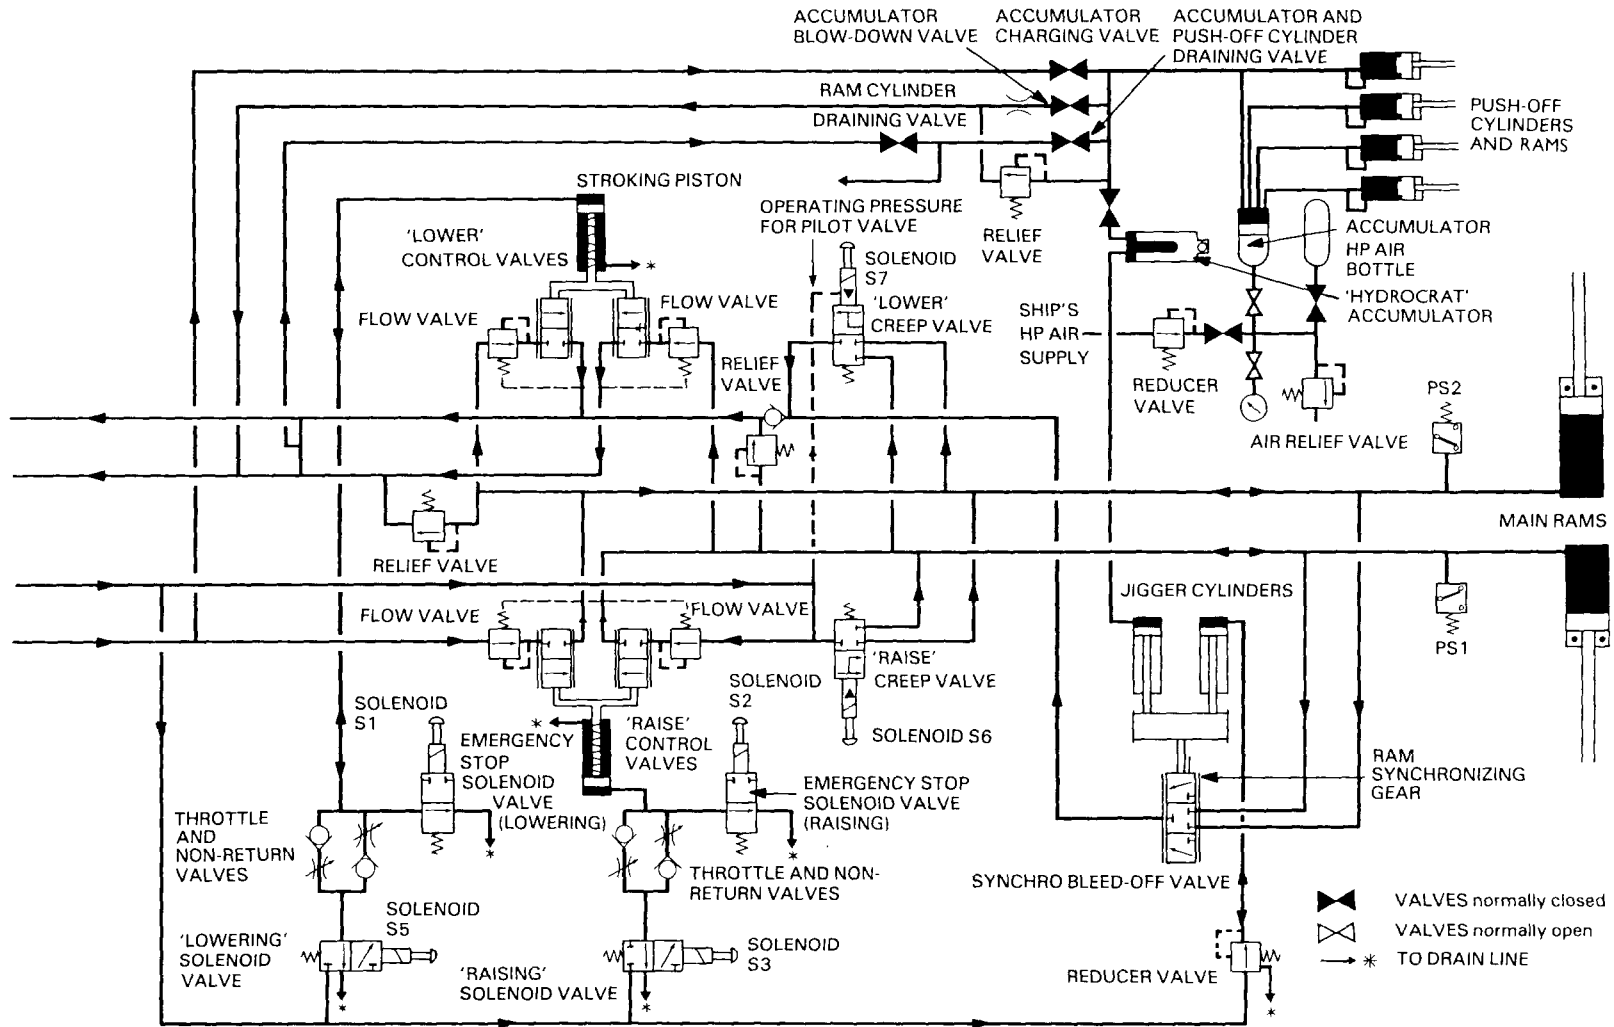 ACCUMULATOR
BLOW-DOWN VALVE
ACCUMULATOR
CHARGING VALVE
ACCUMULATOR AND
PUSH-OFF CYLINDER
DRAINING VALVE
RAM CYLINDER
DRAINING VALVE
PUSH-OFF
CYLINDERS
AND RAMS
STROKING PISTON
OPERATING PRESSURE
FOR PILOT VALVE
RELIEF
VALVE
ACCUMULATOR
HP AIR
BOTTLE
'LOWER'
CONTROL VALVES
*
SOLENOID
S7
'HYDROCRAT'
ACCUMULATOR
FLOW VALVE
FLOW VALVE
'LOWER'
CREEP VALVE
SHIP'S
HP AIR
SUPPLY
RELIEF
VALVE
REDUCER
VALVE
PS2
AIR RELIEF VALVE
MAIN RAMS
RELIEF VALVE
FLOW VALVE
FLOW VALVE
JIGGER CYLINDERS
PS1
'RAISE'
CREEP VALVE
SOLENOID
S1
SOLENOID
S2
*
'RAISE'
CONTROL
VALVES
SOLENOID S6
EMERGENCY
STOP
SOLENOID
VALVE
(LOWERING)
EMERGENCY STOP
SOLENOID VALVE
(RAISING)
RAM
SYNCHRONIZING
GEAR
THROTTLE
AND
NON-RETURN
VALVES
*
*
THROTTLE AND NON-
RETURN VALVES
SYNCHRO BLEED-OFF VALVE
VALVES normally closed
SOLENOID
S5
VALVES normally open
'LOWERING'
SOLENOID
VALVE
SOLENOID
S3
* TO DRAIN LINE
'RAISING'
SOLENOID VALVE
REDUCER VALVE
*
*
*